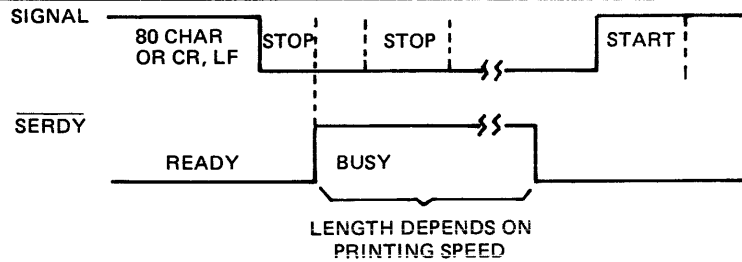 SIGNAL
80 CHAR
OR CR, LF
STOP
STOP
START
SERDY
READY
BUSY
LENGTH DEPENDS ON
PRINTING SPEED